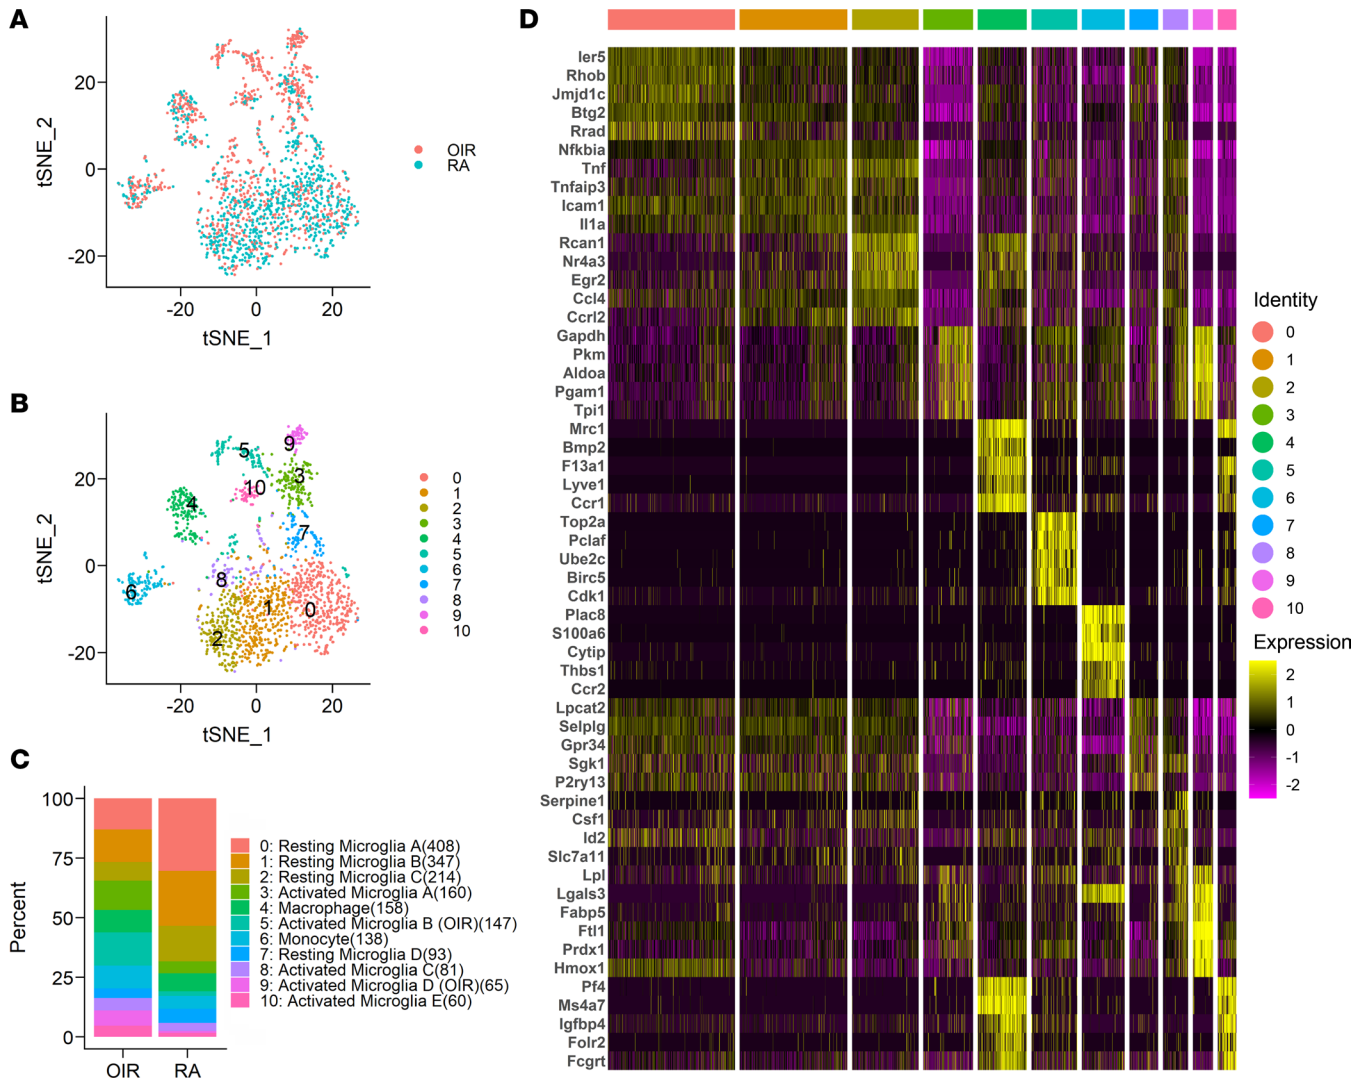 A
20
0
-20
tSNE_2
-20
0
20
tSNE_1
OIR
RA
B
20
0
-20
tSNE_2
-20
0
20
tSNE_1
0
1
2
3
4
5
6
7
8
9
10
0
1
2
3
4
5
6
7
8
9
10
C
100
75
50
25
0
Percent
OIR
RA
0: Resting Microglia A(408)
1: Resting Microglia B(347)
2: Resting Microglia C(214)
3: Activated Microglia A(160)
4: Macrophage(158)
5: Activated Microglia B (OIR)(147)
6: Monocyte(138)
7: Resting Microglia D(93)
8: Activated Microglia C(81)
9: Activated Microglia D (OIR)(65)
10: Activated Microglia E(60)
D
Ier5
Rhob
Jmjd1c
Btg2
Rrad
Nfkbia
Tnf
Tnfaip3
Icam1
Il1a
Rcan1
Nr4a3
Egr2
Ccl4
Ccrl2
Gapdh
Pkm
Aldoa
Pgam1
Tpi1
Mrc1
Bmp2
F13a1
Lyve1
Ccr1
Top2a
Pclaf
Ube2c
Birc5
Cdk1
Plac8
S100a6
Cytip
Thbs1
Ccr2
Lpcat2
Selplg
Gpr34
Sgk1
P2ry13
Serpine1
Csf1
Id2
Slc7a11
Lpl
Lgals3
Fabp5
Ftl1
Prdx1
Hmox1
Pf4
Ms4a7
Igfbp4
Folr2
Fcgrt
Identity
0
1
2
3
4
5
6
7
8
9
10
Expression
2
1
0
-1
-2